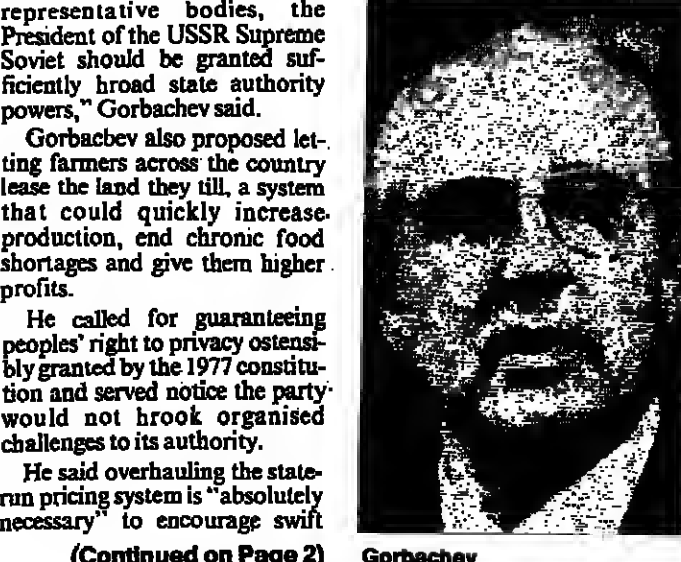 representative bodies, the
President of the USSR Supreme
Soviet should be granted suf-
ficiently hroad state authority
powers," Gorbachev said.
Gorbacbev also proposed let-
ting farmers across the country
lease the land they till, a system
that could quickly increase
production, end chronic food
shortages and give them higher
profits.
He called for guaranteeing
peoples' right to privacy ostensi-
bly granted by the 1977 constitu-
tion and served notice the party
would not hrook organised
challenges to its authority.
He said overhauling the state-
run pricing system is "absolutely
necessary" to encourage swift
(Continued on Page 2)
Gorbachev